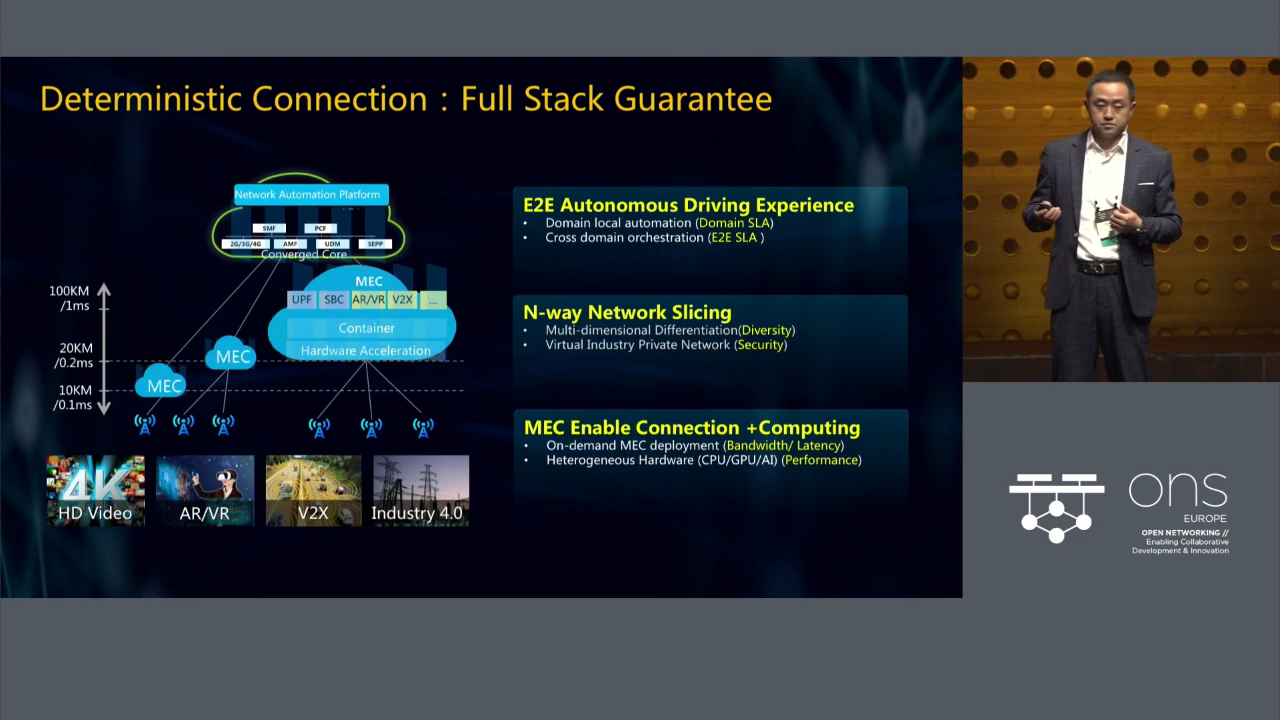 Deterministic Connection : Full Stack Guarantee
Network Automation Platform
SMF PCF
2G/3G/4G AMF UDM SEPP
Converged Core
MEC
UPF SBC AR/VR V2X ...
Container
Hardware Acceleration
MEC
MEC
100KM
/1ms
20KM
/0.2ms
10KM
/0.1ms
4K
HD Video
AR/VR
V2X
Industry 4.0
E2E Autonomous Driving Experience
• Domain local automation (Domain SLA)
• Cross domain orchestration (E2E SLA )
N-way Network Slicing
• Multi-dimensional Differentiation(Diversity)
• Virtual Industry Private Network (Security)
MEC Enable Connection +Computing
• On-demand MEC deployment (Bandwidth/ Latency)
• Heterogeneous Hardware (CPU/GPU/AI) (Performance)
ons
EUROPE
OPEN NETWORKING //
Enabling Collaborative
Development & Innovation